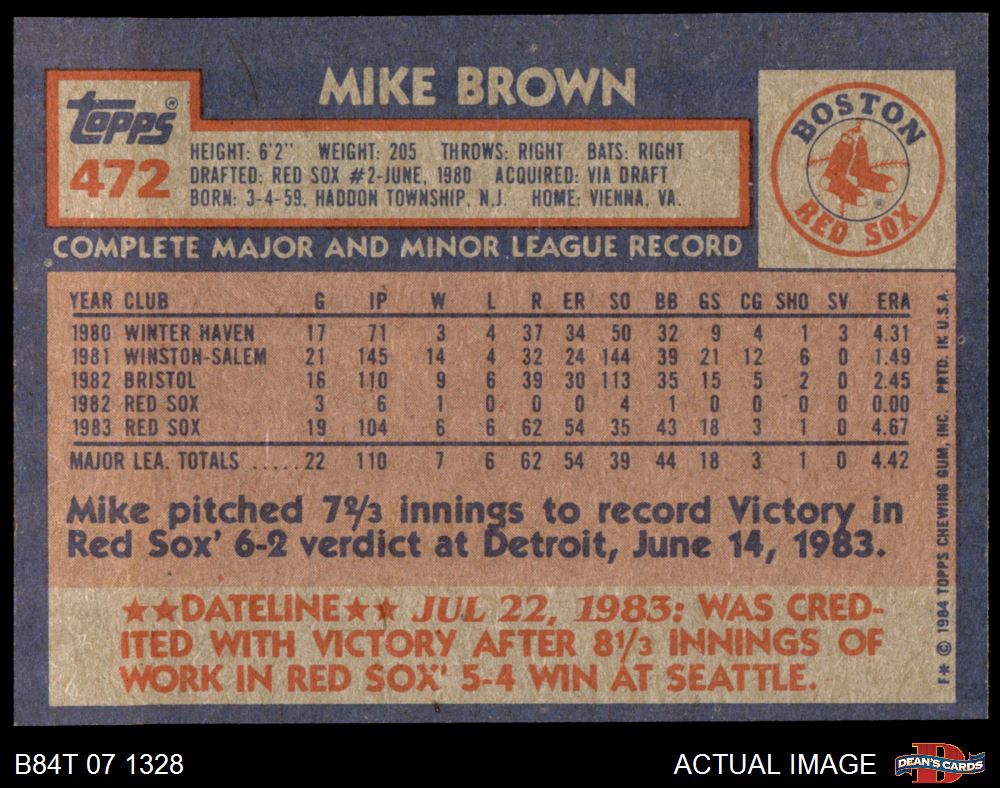 MIKE BROWN
TOPPS®
472
HEIGHT: 6'2" WEIGHT: 205 THROWS: RIGHT BATS: RIGHT
DRAFTED: RED SOX #2-JUNE, 1980 ACQUIRED: VIA DRAFT
BORN: 3-4-59, HADDON TOWNSHIP, N.J. HOME: VIENNA, VA.
BOSTON
RED SOX
®
COMPLETE MAJOR AND MINOR LEAGUE RECORD
YEAR CLUB G IP W L R ER SO BB GS CG SHO SV ERA
1980 WINTER HAVEN 17 71 3 4 37 34 50 32 9 4 1 3 4.31
1981 WINSTON-SALEM 21 145 14 4 32 24 144 39 21 12 6 0 1.49
1982 BRISTOL 16 110 9 6 39 30 113 35 15 5 2 0 2.45
1982 RED SOX 3 6 1 0 0 0 4 1 0 0 0 0 0.00
1983 RED SOX 19 104 6 6 62 54 35 43 18 3 1 0 4.67
MAJOR LEA. TOTALS .....22 110 7 6 62 54 39 44 18 3 1 0 4.42
Mike pitched 7⅔ innings to record Victory in
Red Sox' 6-2 verdict at Detroit, June 14, 1983.
★★DATELINE★★ JUL 22, 1983: WAS CRED-
ITED WITH VICTORY AFTER 8⅓ INNINGS OF
WORK IN RED SOX' 5-4 WIN AT SEATTLE.
F* © 1984 TOPPS CHEWING GUM, INC. PRTD. IN U.S.A.
B84T 07 1328
ACTUAL IMAGE
D
DEAN'S CARDS